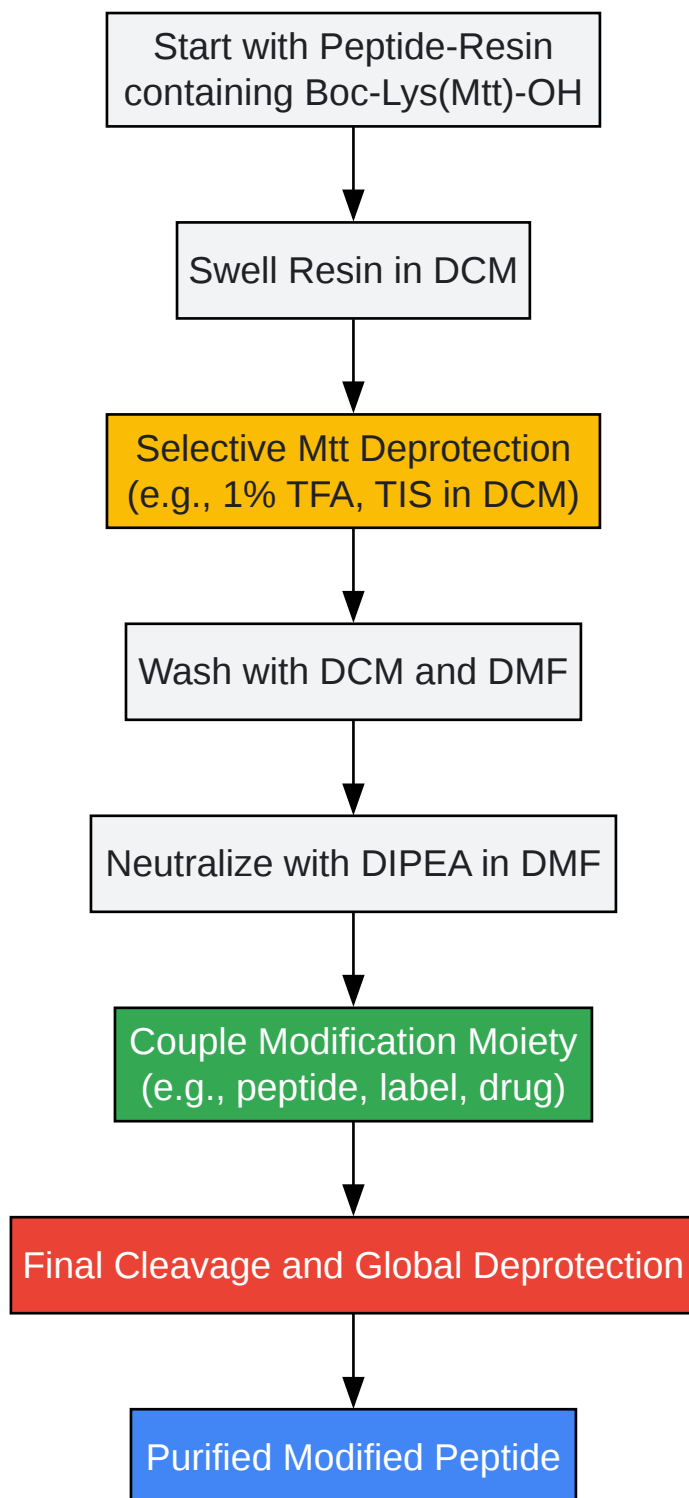 Start with Peptide-Resin
containing Boc-Lys(Mtt)-OH
Swell Resin in DCM
Selective Mtt Deprotection
(e.g., 1% TFA, TIS in DCM)
Wash with DCM and DMF
Neutralize with DIPEA in DMF
Couple Modification Moiety
(e.g., peptide, label, drug)
Final Cleavage and Global Deprotection
Purified Modified Peptide